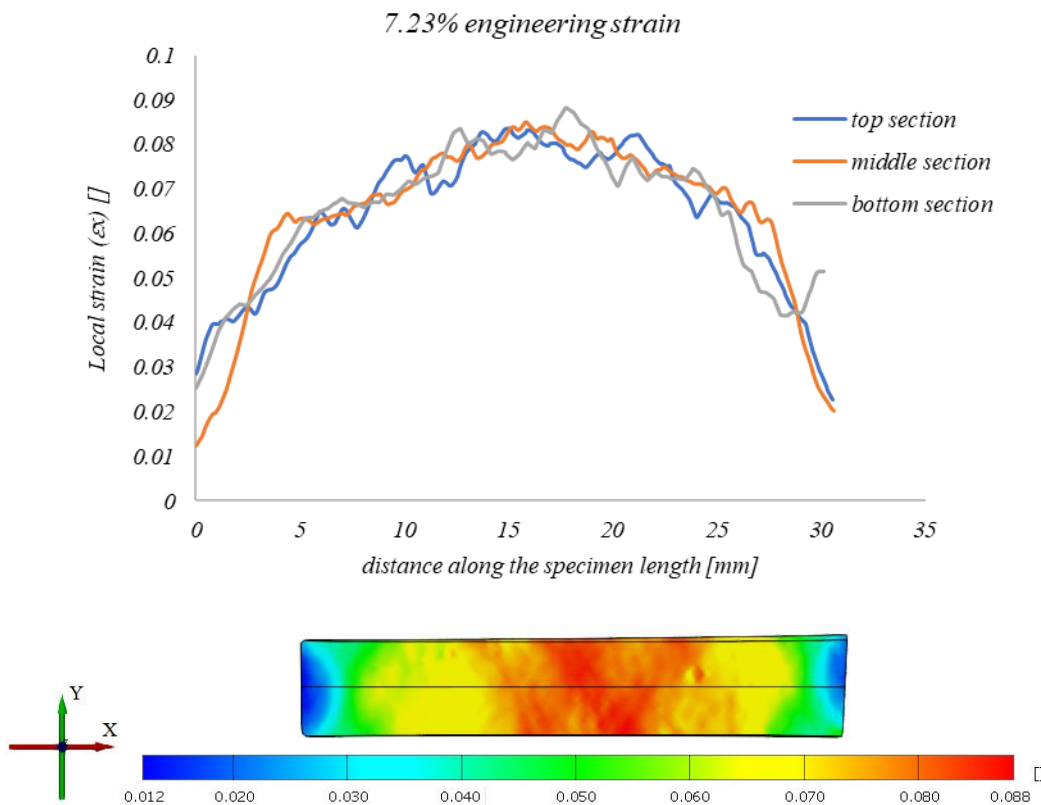 7.23% engineering strain
0.1
0.09
0.08
0.07
0.06
0.05
0.04
0.03
0.02
0.01
0
Local strain (εx) []
top section
middle section
bottom section
0 5 10 15 20 25 30 35
distance along the specimen length [mm]
Y
X
[]
0.012 0.020 0.030 0.040 0.050 0.060 0.070 0.080 0.088